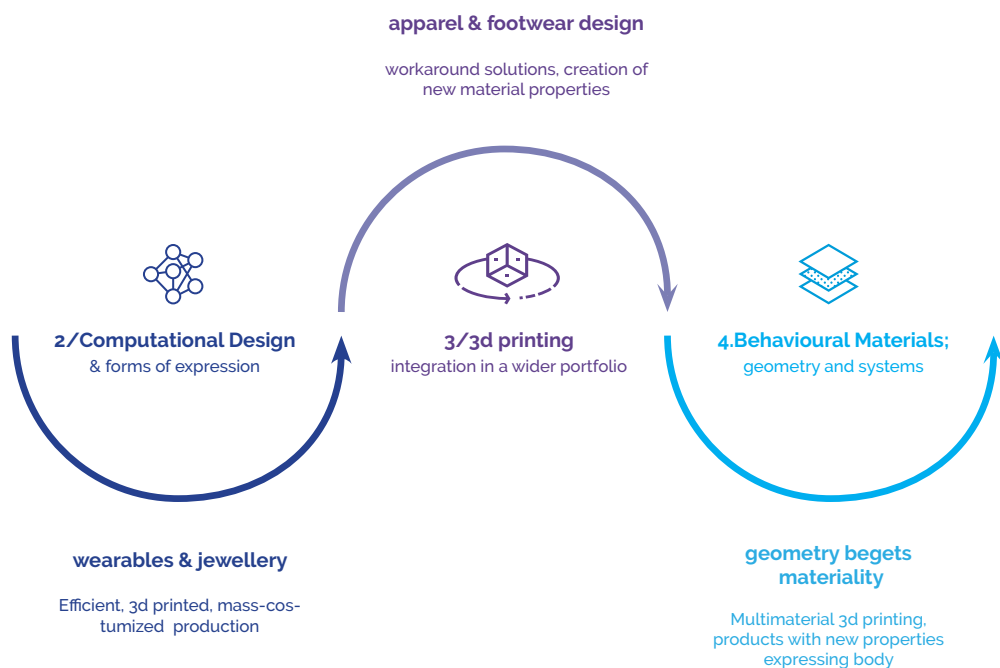 apparel & footwear design
workaround solutions, creation of
new material properties
2/Computational Design
& forms of expression
3/3d printing
integration in a wider portfolio
4.Behavioural Materials;
geometry and systems
wearables & jewellery
Efficient, 3d printed, mass-cos-
tumized production
geometry begets
materiality
Multimaterial 3d printing,
products with new properties
expressing body